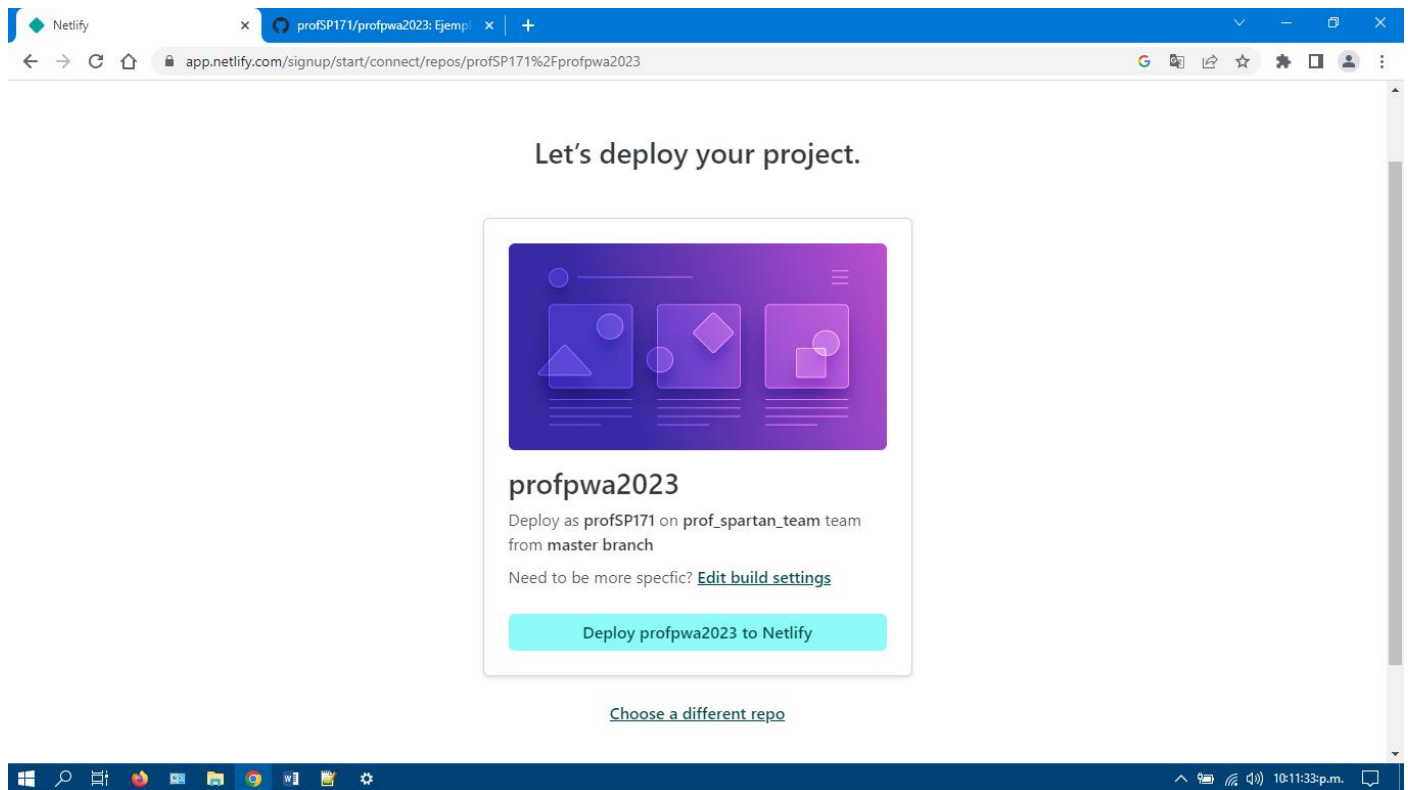 Netlify
profSP171/profpwa2023: Ejempl
app.netlify.com/signup/start/connect/repos/profSP171%2Fprofpwa2023
Let's deploy your project.
profpwa2023
Deploy as profSP171 on prof_spartan_team team
from master branch
Need to be more specfic? Edit build settings
Deploy profpwa2023 to Netlify
Choose a different repo
10:11:33:p.m.